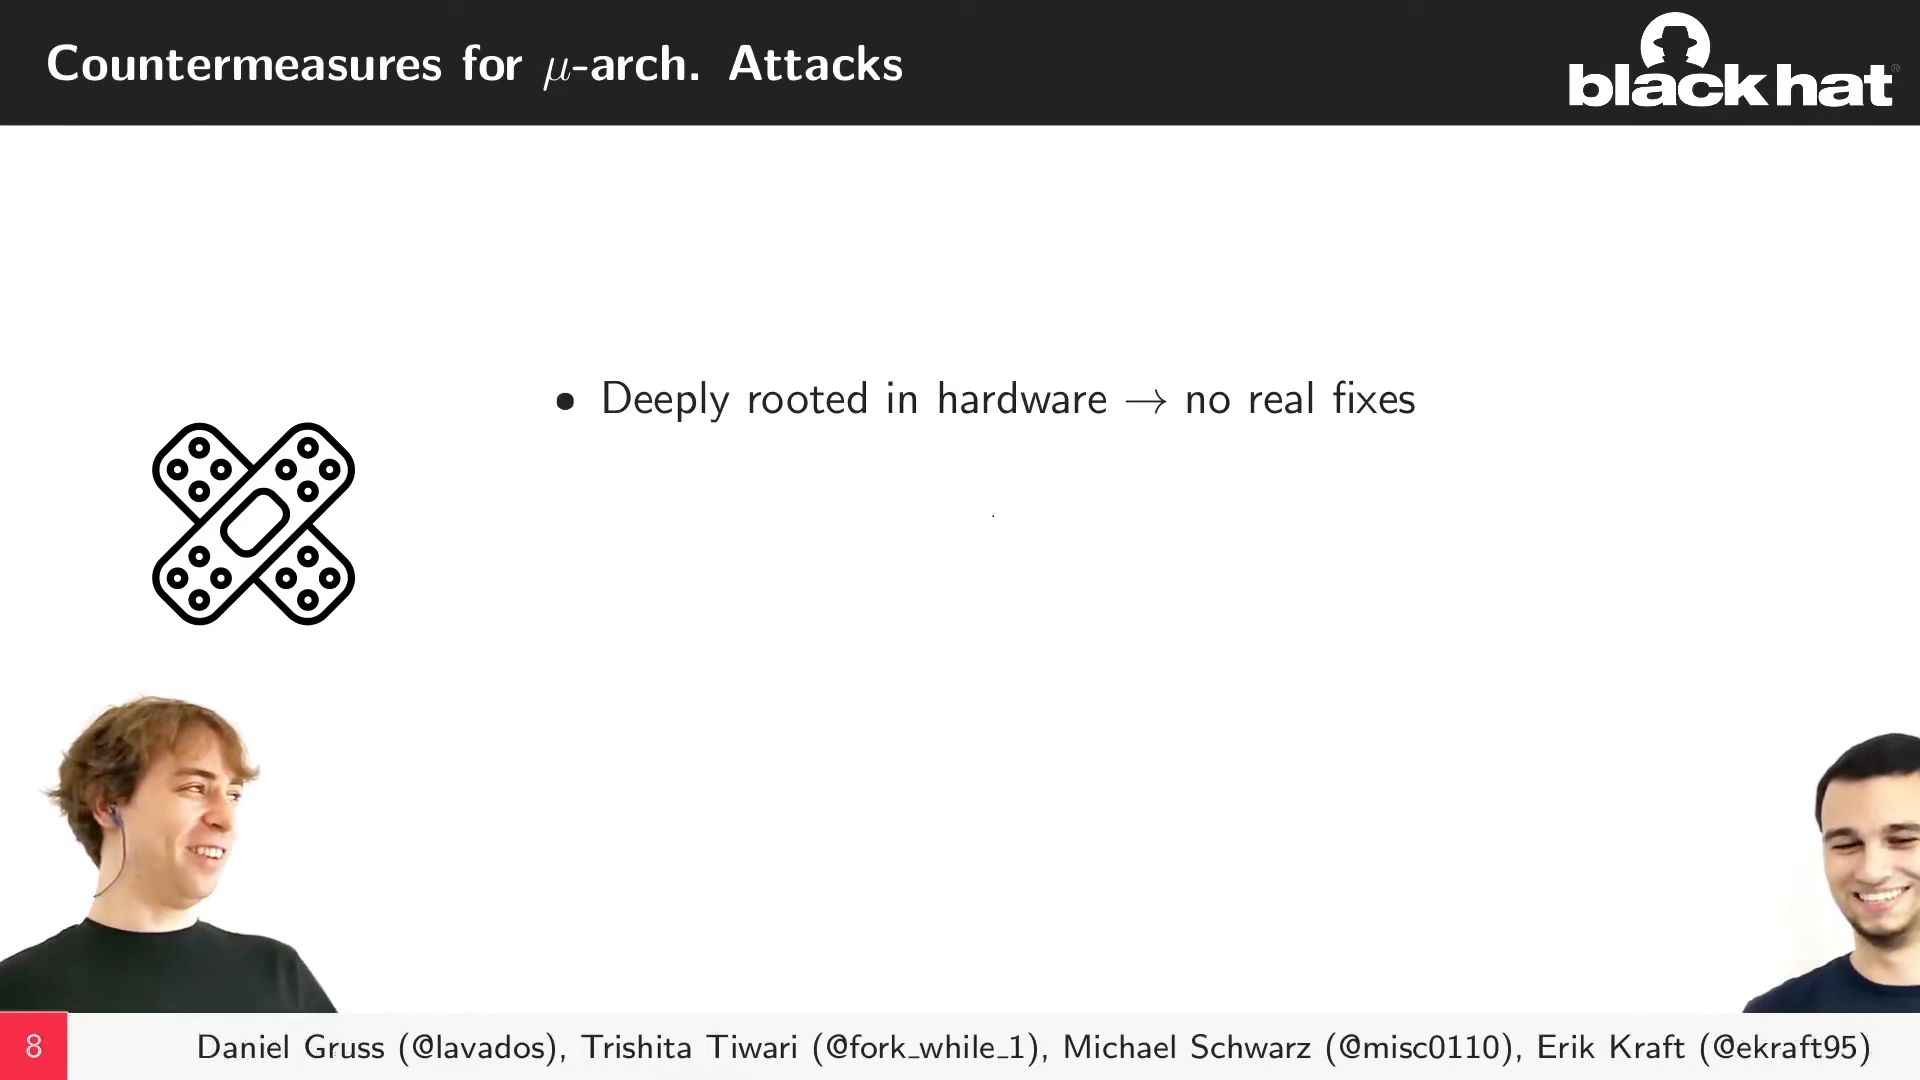 Countermeasures for μ-arch. Attacks
black hat®
• Deeply rooted in hardware → no real fixes
8
Daniel Gruss (@lavados), Trishita Tiwari (@fork_while_1), Michael Schwarz (@misc0110), Erik Kraft (@ekraft95)